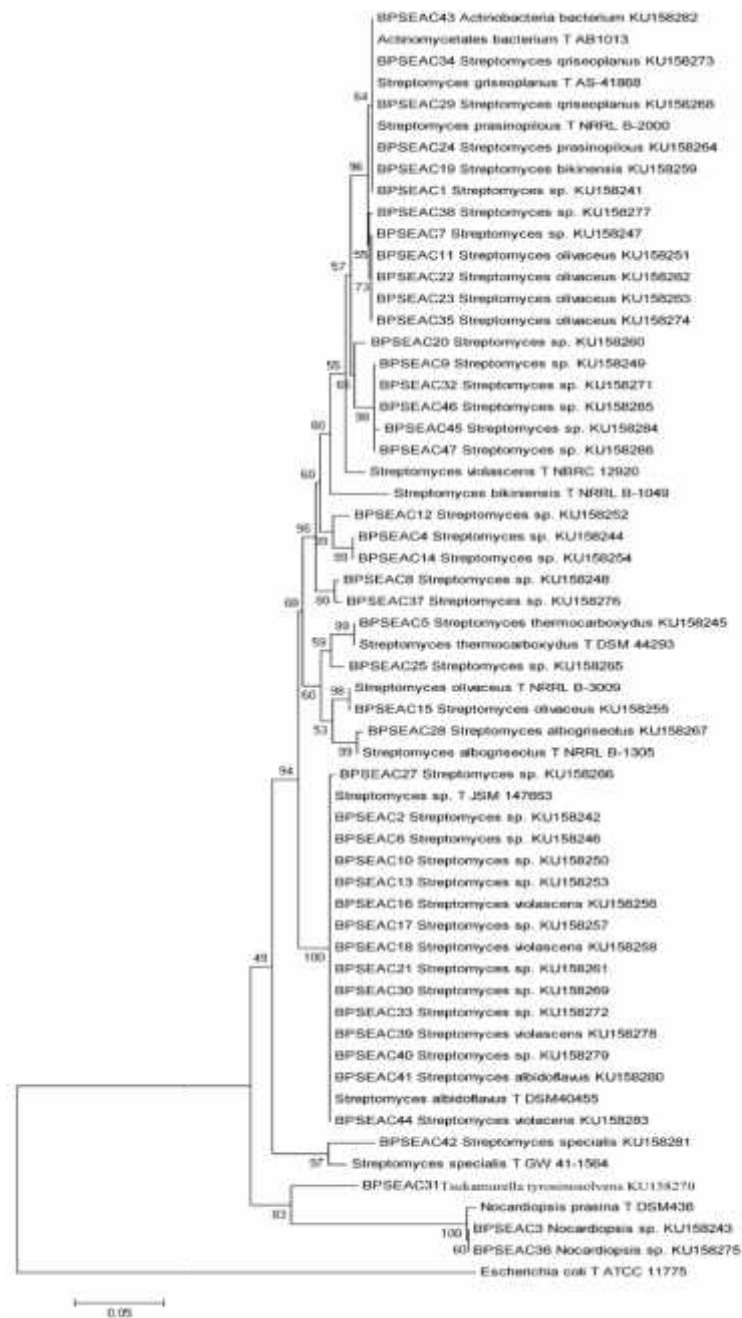 BPSEAC43 Actinobacteria bacterium KU158282
Actinomycetales bacterium T AB1013
BPSEAC34 Streptomyces griseoplanus KU158273
Streptomyces griseoplanus T AS-41868
BPSEAC29 Streptomyces griseoplanus KU158268
Streptomyces prasinopilous T NRRL B-2000
BPSEAC24 Streptomyces prasinopilous KU158264
BPSEAC19 Streptomyces bikinensis KU158259
BPSEAC1 Streptomyces sp. KU158241
BPSEAC38 Streptomyces sp. KU158277
BPSEAC7 Streptomyces sp. KU158247
BPSEAC11 Streptomyces olivaceus KU158251
BPSEAC22 Streptomyces olivaceus KU158262
BPSEAC23 Streptomyces olivaceus KU158263
BPSEAC35 Streptomyces olivaceus KU158274
BPSEAC20 Streptomyces sp. KU158260
BPSEAC9 Streptomyces sp. KU158249
BPSEAC32 Streptomyces sp. KU158271
BPSEAC46 Streptomyces sp. KU158285
BPSEAC45 Streptomyces sp. KU158284
BPSEAC47 Streptomyces sp. KU158286
Streptomyces violascens T NBRC 12920
Streptomyces bikiniensis T NRRL B-1049
BPSEAC12 Streptomyces sp. KU158252
BPSEAC4 Streptomyces sp. KU158244
BPSEAC14 Streptomyces sp. KU158254
BPSEAC8 Streptomyces sp. KU158248
BPSEAC37 Streptomyces sp. KU158276
BPSEAC5 Streptomyces thermocarboxydus KU158245
Streptomyces thermocarboxydus T DSM 44293
BPSEAC25 Streptomyces sp. KU158265
Streptomyces olivaceus T NRRL B-3009
BPSEAC15 Streptomyces olivaceus KU158255
BPSEAC28 Streptomyces albogriseolus KU158267
Streptomyces albogriseolus T NRRL B-1305
BPSEAC27 Streptomyces sp. KU158266
Streptomyces sp. T JSM 147663
BPSEAC2 Streptomyces sp. KU158242
BPSEAC6 Streptomyces sp. KU158246
BPSEAC10 Streptomyces sp. KU158250
BPSEAC13 Streptomyces sp. KU158253
BPSEAC16 Streptomyces violascens KU158256
BPSEAC17 Streptomyces sp. KU158257
BPSEAC18 Streptomyces violascens KU158258
BPSEAC21 Streptomyces sp. KU158261
BPSEAC30 Streptomyces sp. KU158269
BPSEAC33 Streptomyces sp. KU158272
BPSEAC39 Streptomyces violascens KU158278
BPSEAC40 Streptomyces sp. KU158279
BPSEAC41 Streptomyces albidoflavus KU158280
Streptomyces albidoflavus T DSM40455
BPSEAC44 Streptomyces violacens KU158283
BPSEAC42 Streptomyces specialis KU158281
Streptomyces specialis T GW 41-1564
BPSEAC31 Tsukamurella tyrosinosolvens KU158270
Nocardiopsis prasina T DSM438
BPSEAC3 Nocardiopsis sp. KU158243
BPSEAC36 Nocardiopsis sp. KU158275
Escherichia coli T ATCC 11775
64
96
57
55
73
55
65
98
80
60
99
99
96
90
69
99
59
60
98
53
99
94
100
49
97
83
100
60
0.05